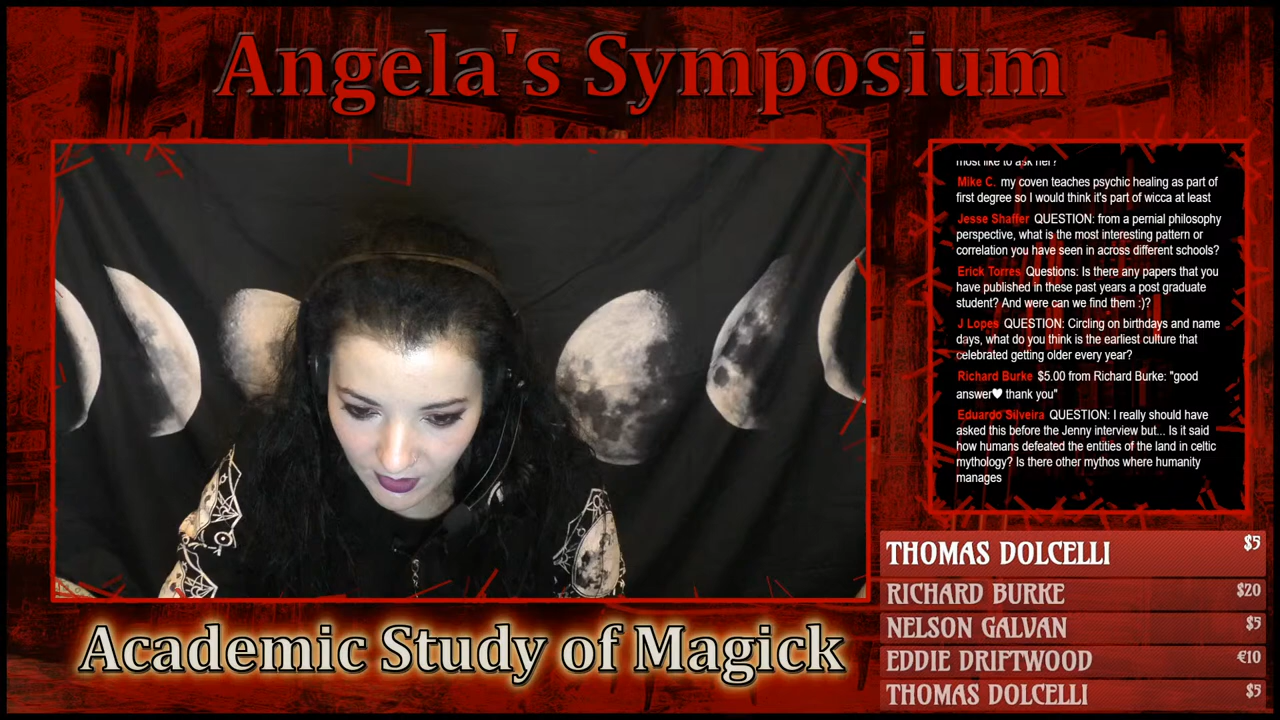 Angela's Symposium
most like to ask her?
Mike C. my coven teaches psychic healing as part of
first degree so I would think it's part of wicca at least
Jesse Shaffer QUESTION: from a pernial philosophy
perspective, what is the most interesting pattern or
correlation you have seen in across different schools?
Erick Torres Questions: Is there any papers that you
have published in these past years a post graduate
student? And were can we find them :)?
J Lopes QUESTION: Circling on birthdays and name
days, what do you think is the earliest culture that
celebrated getting older every year?
Richard Burke $5.00 from Richard Burke: "good
answer♥ thank you"
Eduardo Silveira QUESTION: I really should have
asked this before the Jenny interview but... Is it said
how humans defeated the entities of the land in celtic
mythology? Is there other mythos where humanity
manages
THOMAS DOLCELLI $5
RICHARD BURKE $20
NELSON GALVAN $5
EDDIE DRIFTWOOD €10
THOMAS DOLCELLI $5
Academic Study of Magick